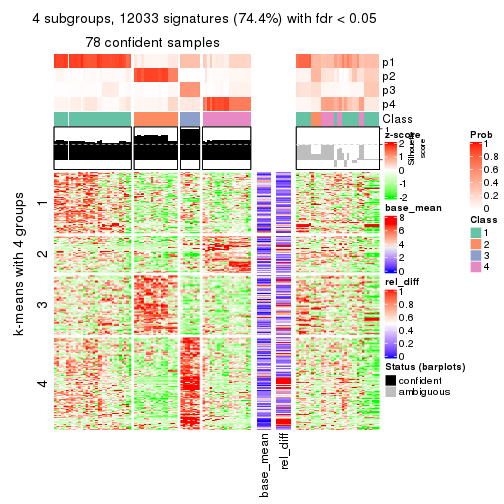 4 subgroups, 12033 signatures (74.4%) with fdr < 0.05
78 confident samples
p1
p2
p3
p4
Class
1
Silhouette
score
z-score
2
1
0
-1
-2
base_mean
8
6
4
2
0
rel_diff
1
0.8
0.6
0.4
0.2
0
Status (barplots)
confident
ambiguous
Prob
1
0.8
0.6
0.4
0.2
0
Class
1
2
3
4
k-means with 4 groups
1
2
3
4
base_mean
rel_diff